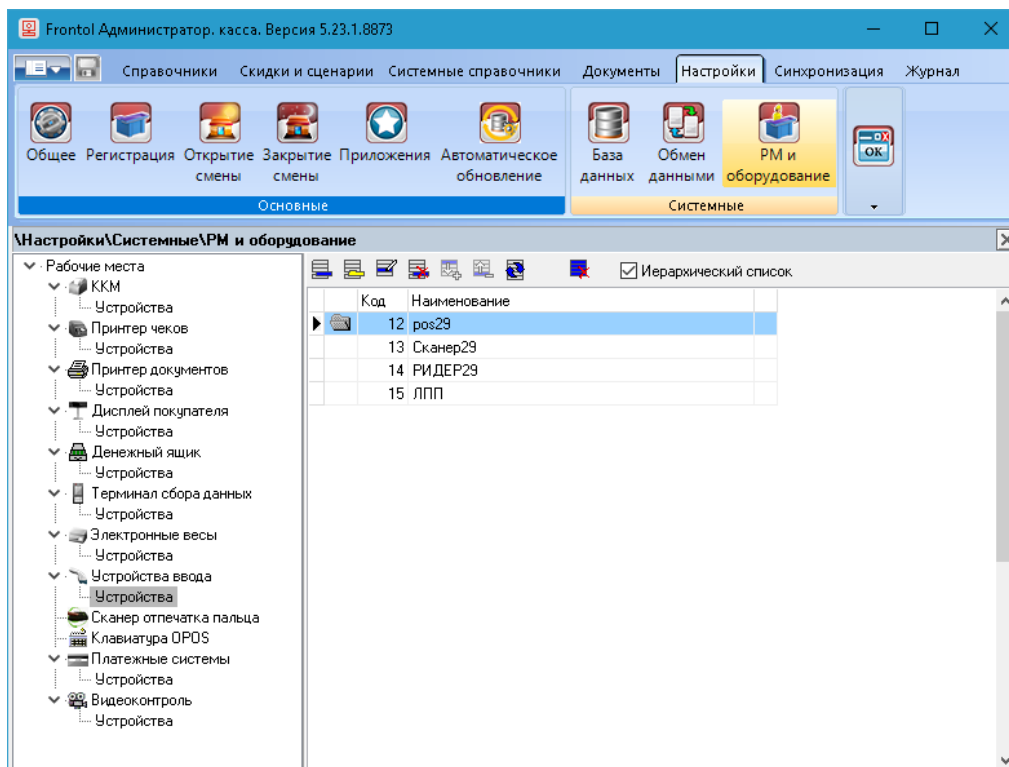 Frontol Администратор. касса. Версия 5.23.1.8873
Справочники Скидки и сценарии Системные справочники Документы Настройки Синхронизация Журнал
Общее Регистрация Открытие смены Закрытие смены Приложения Автоматическое обновление База данных Обмен данными РМ и оборудование OK
Основные Системные
\Настройки\Системные\РМ и оборудование
Рабочие места
ККМ
Устройства
Принтер чеков
Устройства
Принтер документов
Устройства
Дисплей покупателя
Устройства
Денежный ящик
Устройства
Терминал сбора данных
Устройства
Электронные весы
Устройства
Устройства ввода
Устройства
Сканер отпечатка пальца
Клавиатура OPOS
Платежные системы
Устройства
Видеоконтроль
Устройства
Иерархический список
Код Наименование
12 pos29
13 Сканер29
14 РИДЕР29
15 ЛПП